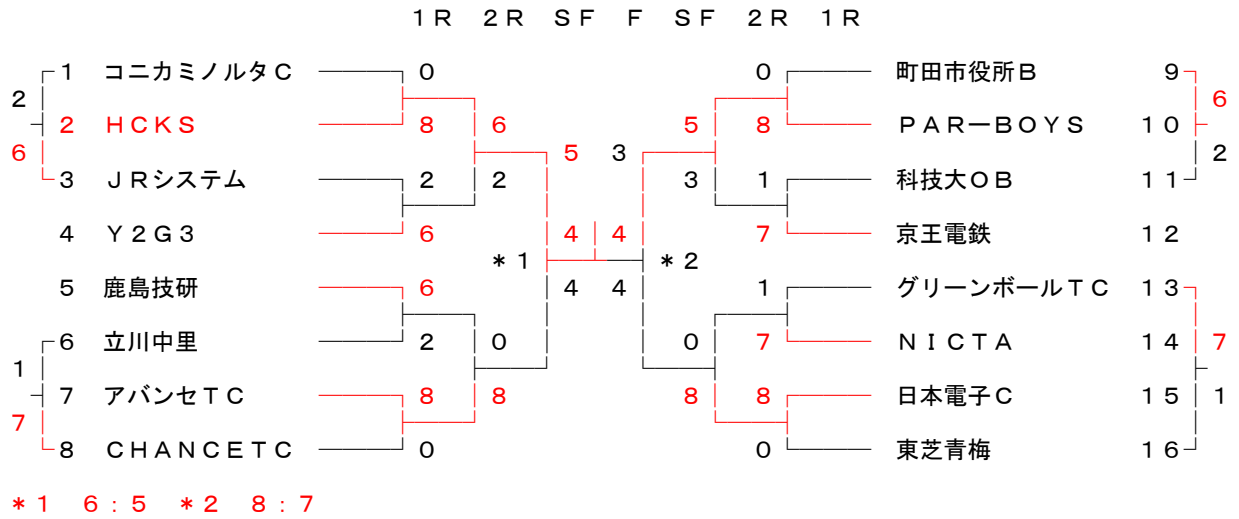 1R 2R SF F SF 2R 1R
1 コニカミノルタC 0 0 町田市役所B 9
2 6
2 HCKS 8 6 5 8 PAR－BOYS 10
6 5 3 2
3 JRシステム 2 2 3 1 科技大OB 11
4 Y2G3 6 4 4 7 京王電鉄 12
＊1 ＊2
5 鹿島技研 6 4 4 1 グリーンボールTC 13
6 立川中里 2 0 0 7 NICTA 14 7
1
7 アバンセTC 8 8 8 8 日本電子C 15 1
7
8 CHANCETC 0 0 東芝青梅 16
＊1 6：5 ＊2 8：7